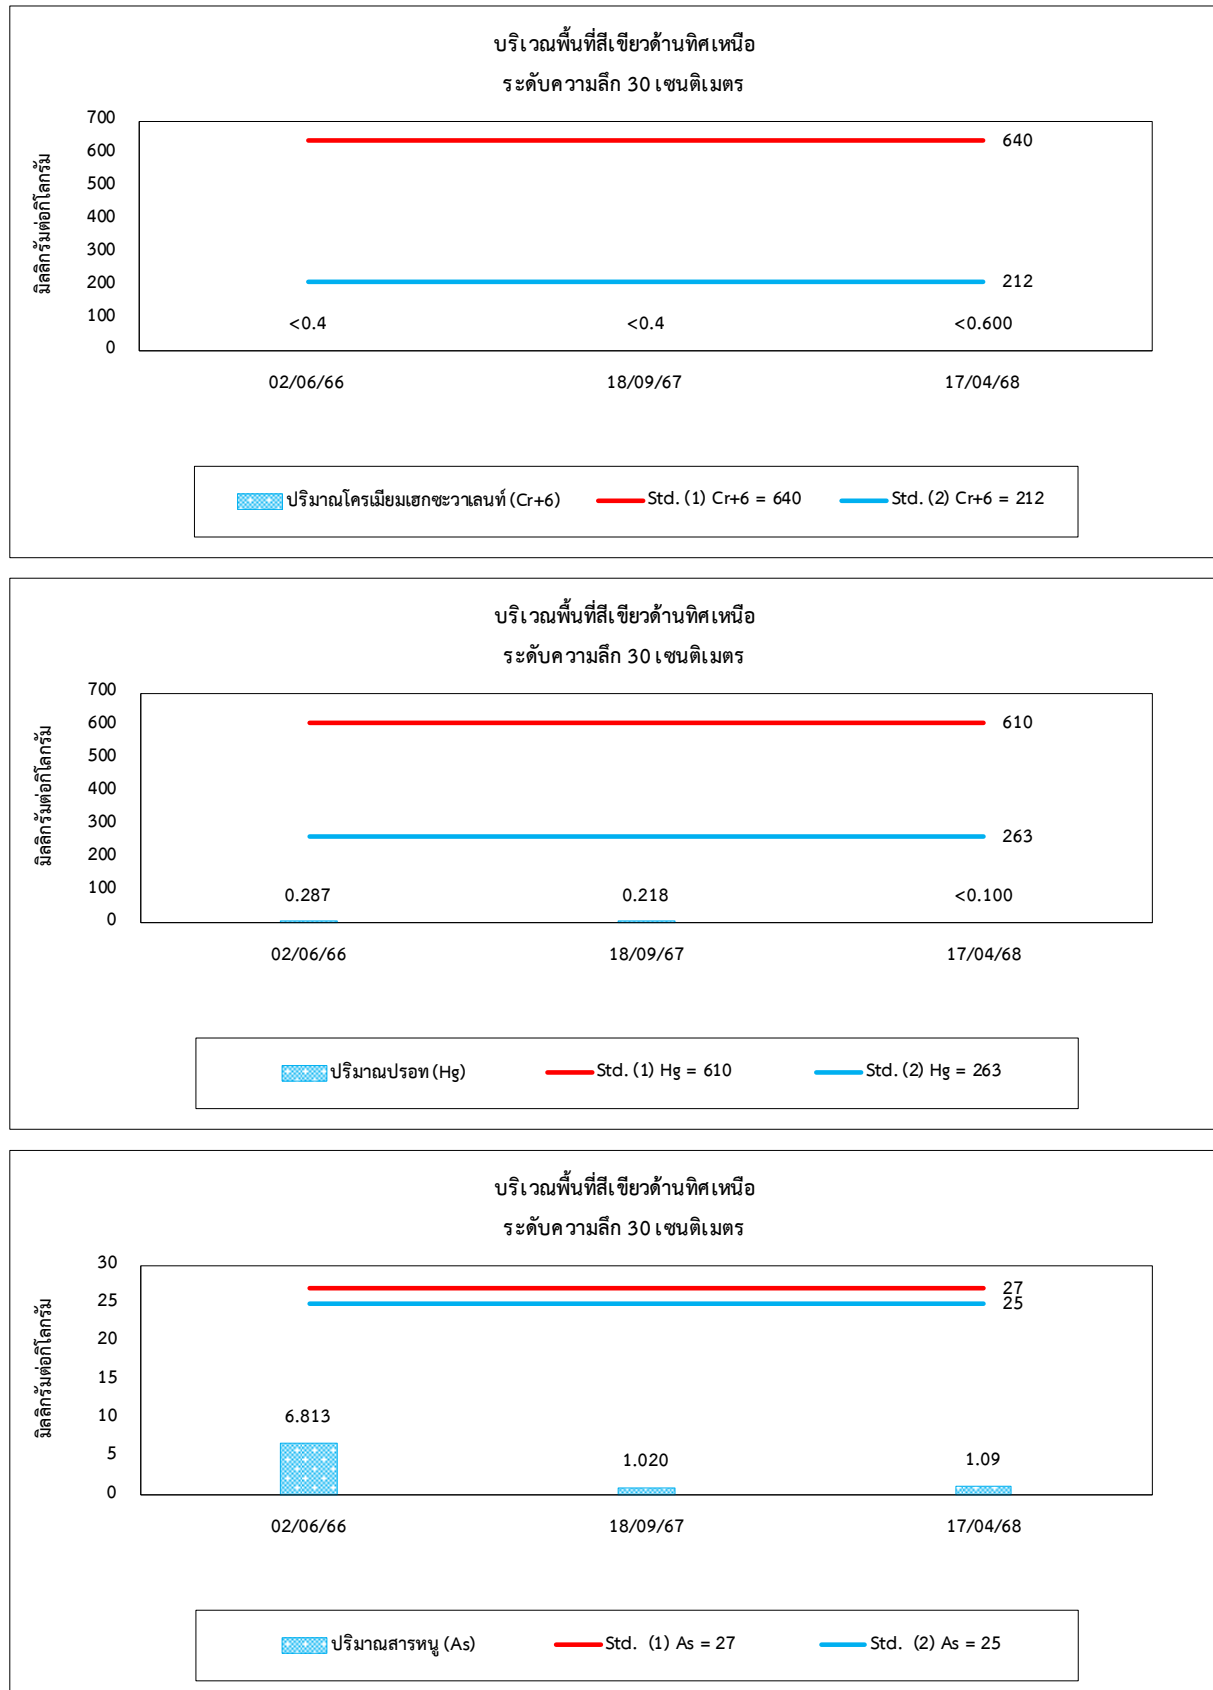 บริเวณพื้นที่สีเขียวด้านทิศเหนือ
ระดับความลึก 30 เซนติเมตร
มิลลิกรัมต่อกิโลกรัม
700
600
500
400
300
200
100
0
640
212
<0.4 <0.4 <0.600
02/06/66 18/09/67 17/04/68
ปริมาณโครเมียมเฮกซะวาเลนท์ (Cr+6) Std. (1) Cr+6 = 640 Std. (2) Cr+6 = 212
บริเวณพื้นที่สีเขียวด้านทิศเหนือ
ระดับความลึก 30 เซนติเมตร
มิลลิกรัมต่อกิโลกรัม
700
600
500
400
300
200
100
0
610
263
0.287 0.218 <0.100
02/06/66 18/09/67 17/04/68
ปริมาณปรอท (Hg) Std. (1) Hg = 610 Std. (2) Hg = 263
บริเวณพื้นที่สีเขียวด้านทิศเหนือ
ระดับความลึก 30 เซนติเมตร
มิลลิกรัมต่อกิโลกรัม
30
25
20
15
10
5
0
27
25
6.813 1.020 1.09
02/06/66 18/09/67 17/04/68
ปริมาณสารหนู (As) Std. (1) As = 27 Std. (2) As = 25